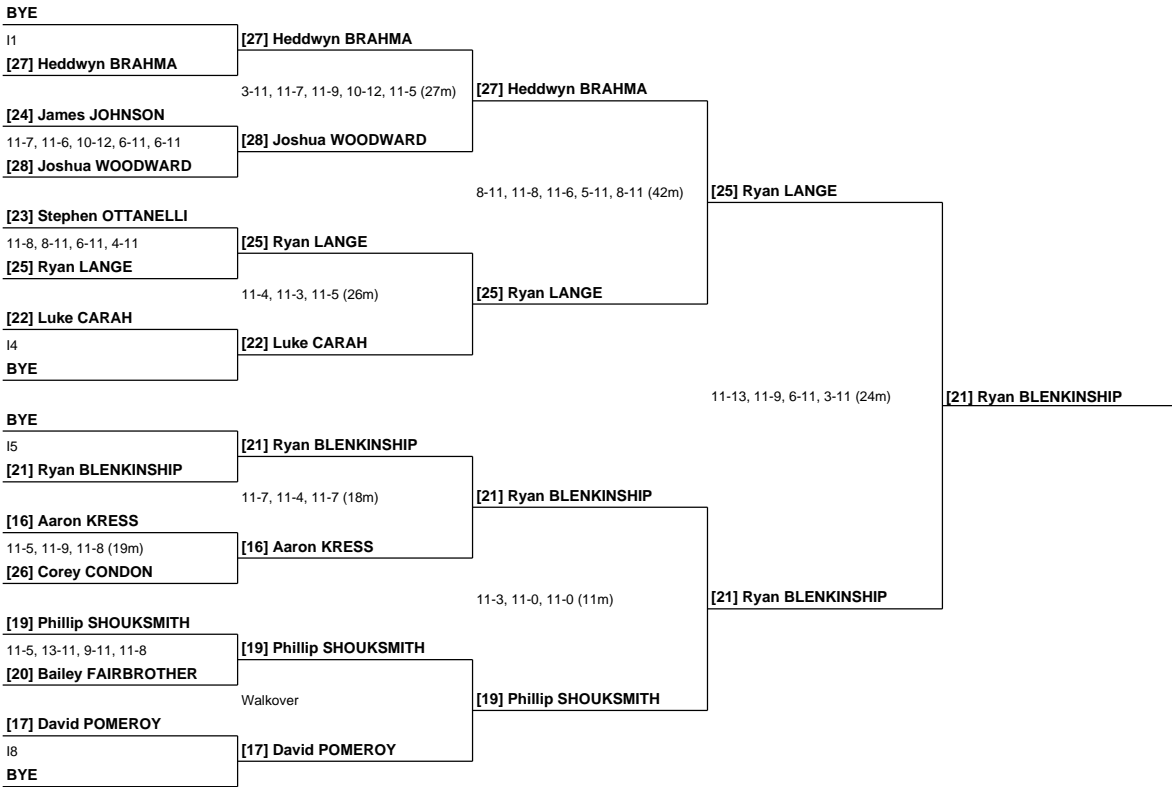 BYE
I1
[27] Heddwyn BRAHMA
[24] James JOHNSON
11-7, 11-6, 10-12, 6-11, 6-11
[28] Joshua WOODWARD
[23] Stephen OTTANELLI
11-8, 8-11, 6-11, 4-11
[25] Ryan LANGE
[22] Luke CARAH
I4
BYE
BYE
I5
[21] Ryan BLENKINSHIP
[16] Aaron KRESS
11-5, 11-9, 11-8 (19m)
[26] Corey CONDON
[19] Phillip SHOUKSMITH
11-5, 13-11, 9-11, 11-8
[20] Bailey FAIRBROTHER
[17] David POMEROY
I8
BYE
[27] Heddwyn BRAHMA
3-11, 11-7, 11-9, 10-12, 11-5 (27m)
[28] Joshua WOODWARD
[25] Ryan LANGE
11-4, 11-3, 11-5 (26m)
[22] Luke CARAH
[21] Ryan BLENKINSHIP
11-7, 11-4, 11-7 (18m)
[16] Aaron KRESS
[19] Phillip SHOUKSMITH
Walkover
[17] David POMEROY
[27] Heddwyn BRAHMA
8-11, 11-8, 11-6, 5-11, 8-11 (42m)
[25] Ryan LANGE
[21] Ryan BLENKINSHIP
11-3, 11-0, 11-0 (11m)
[19] Phillip SHOUKSMITH
[25] Ryan LANGE
11-13, 11-9, 6-11, 3-11 (24m)
[21] Ryan BLENKINSHIP
[21] Ryan BLENKINSHIP